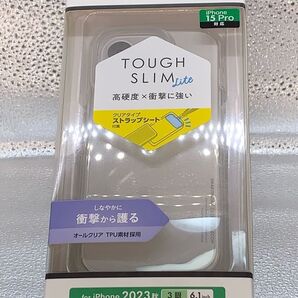 iPhone
15 Pro
対応
TOUGH
SLIM
Lite
高硬度×衝撃に強い
クリアタイプ
ストラップシート
付属
しなやかに
衝撃から護る
オールクリア TPU素材採用
for iPhone 2023 3眼 6.1inch